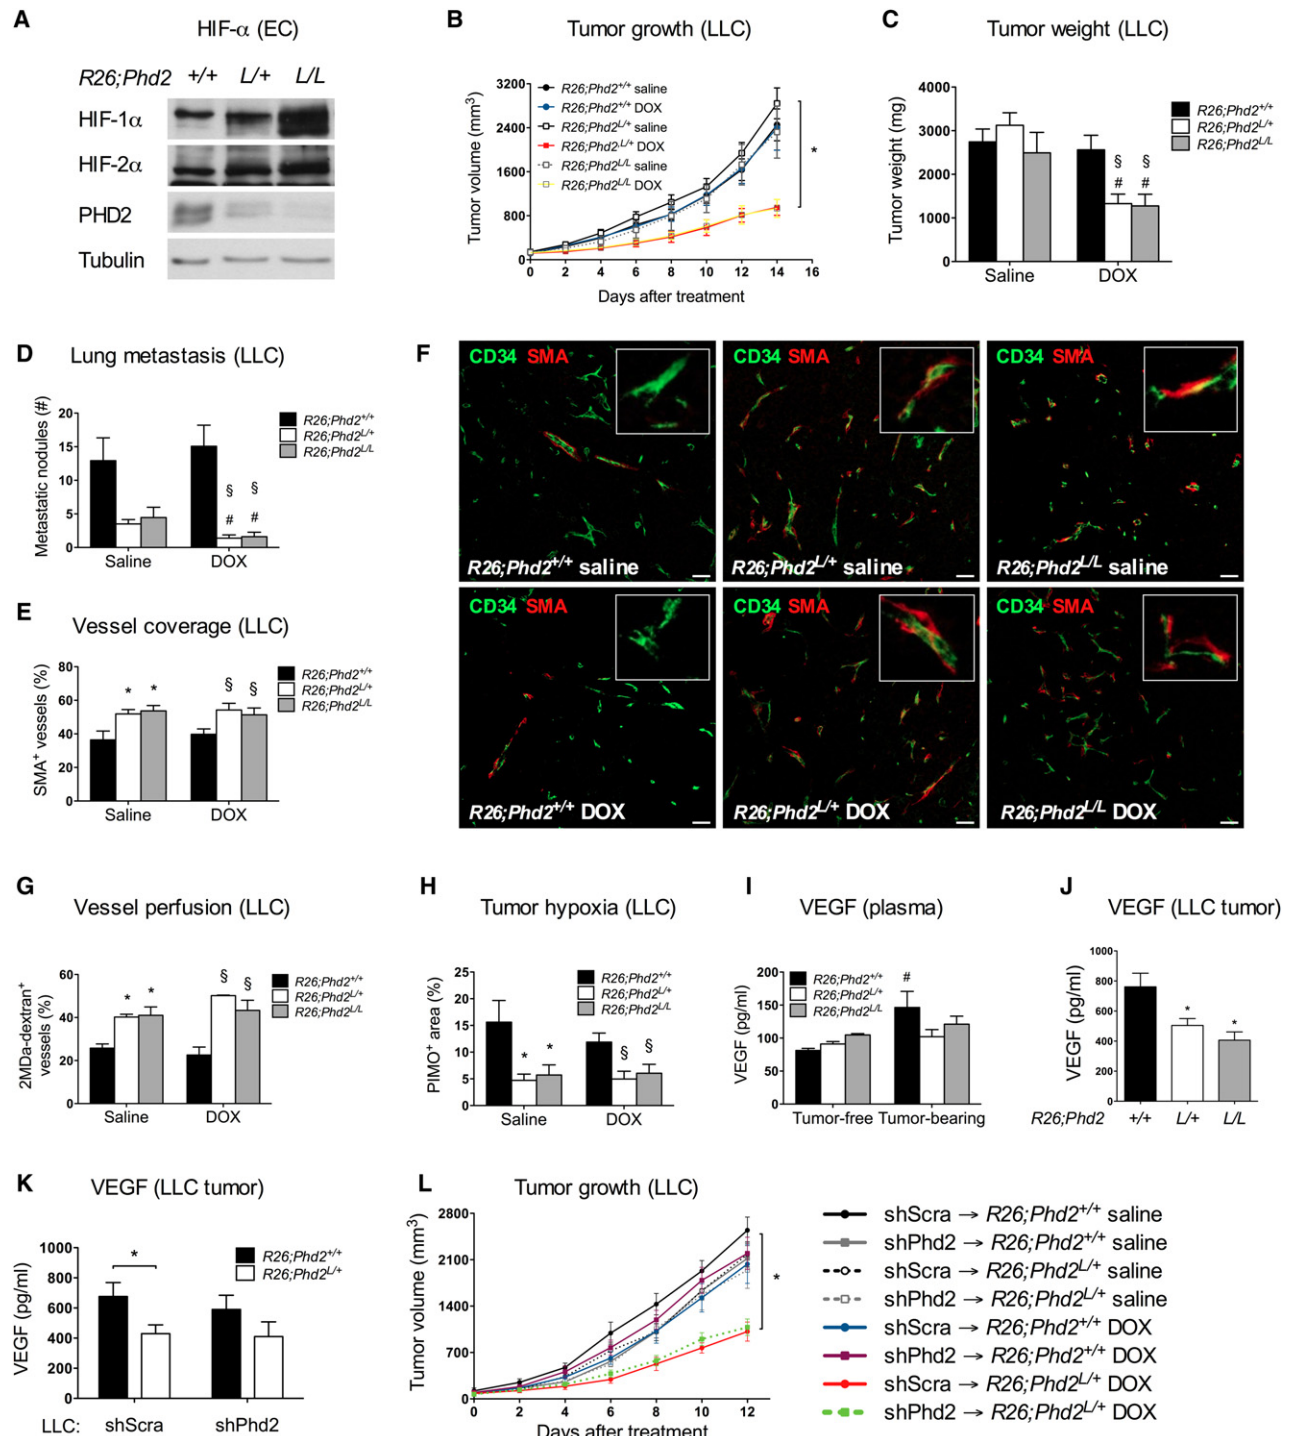 A
HIF-α (EC)
R26;Phd2 +/+ L/+ L/L
HIF-1α
HIF-2α
PHD2
Tubulin
B
Tumor growth (LLC)
Tumor volume (mm³)
3200
2400
1600
800
0
0 2 4 6 8 10 12 14 16
Days after treatment
R26;Phd2+/+ saline
R26;Phd2+/+ DOX
R26;Phd2L/+ saline
R26;Phd2L/+ DOX
R26;Phd2L/L saline
R26;Phd2L/L DOX
*
C
Tumor weight (LLC)
Tumor weight (mg)
4000
3000
2000
1000
0
§ §
# #
Saline DOX
R26;Phd2+/+
R26;Phd2L/+
R26;Phd2L/L
D
Lung metastasis (LLC)
Metastatic nodules (#)
20
15
10
5
0
§ §
# #
Saline DOX
R26;Phd2+/+
R26;Phd2L/+
R26;Phd2L/L
E
Vessel coverage (LLC)
SMA+ vessels (%)
80
60
40
20
0
* * § §
Saline DOX
R26;Phd2+/+
R26;Phd2L/+
R26;Phd2L/L
F
CD34 SMA
R26;Phd2+/+ saline
CD34 SMA
R26;Phd2L/+ saline
CD34 SMA
R26;Phd2L/L saline
CD34 SMA
R26;Phd2+/+ DOX
CD34 SMA
R26;Phd2L/+ DOX
CD34 SMA
R26;Phd2L/L DOX
G
Vessel perfusion (LLC)
2MDa-dextran+
vessels (%)
60
40
20
0
* * § §
Saline DOX
R26;Phd2+/+
R26;Phd2L/+
R26;Phd2L/L
H
Tumor hypoxia (LLC)
PIMO+ area (%)
25
20
15
10
5
0
* * § §
Saline DOX
R26;Phd2+/+
R26;Phd2L/+
R26;Phd2L/L
I
VEGF (plasma)
VEGF (pg/ml)
200
150
100
50
0
#
Tumor-free Tumor-bearing
R26;Phd2+/+
R26;Phd2L/+
R26;Phd2L/L
J
VEGF (LLC tumor)
VEGF (pg/ml)
1000
800
600
400
200
0
* *
R26;Phd2 +/+ L/+ L/L
K
VEGF (LLC tumor)
VEGF (pg/ml)
1000
800
600
400
200
0
*
R26;Phd2+/+
R26;Phd2L/+
LLC: shScra shPhd2
L
Tumor growth (LLC)
Tumor volume (mm³)
2800
2100
1400
700
0
0 2 4 6 8 10 12
Days after treatment
*
shScra → R26;Phd2+/+ saline
shPhd2 → R26;Phd2+/+ saline
shScra → R26;Phd2L/+ saline
shPhd2 → R26;Phd2L/+ saline
shScra → R26;Phd2+/+ DOX
shPhd2 → R26;Phd2+/+ DOX
shScra → R26;Phd2L/+ DOX
shPhd2 → R26;Phd2L/+ DOX